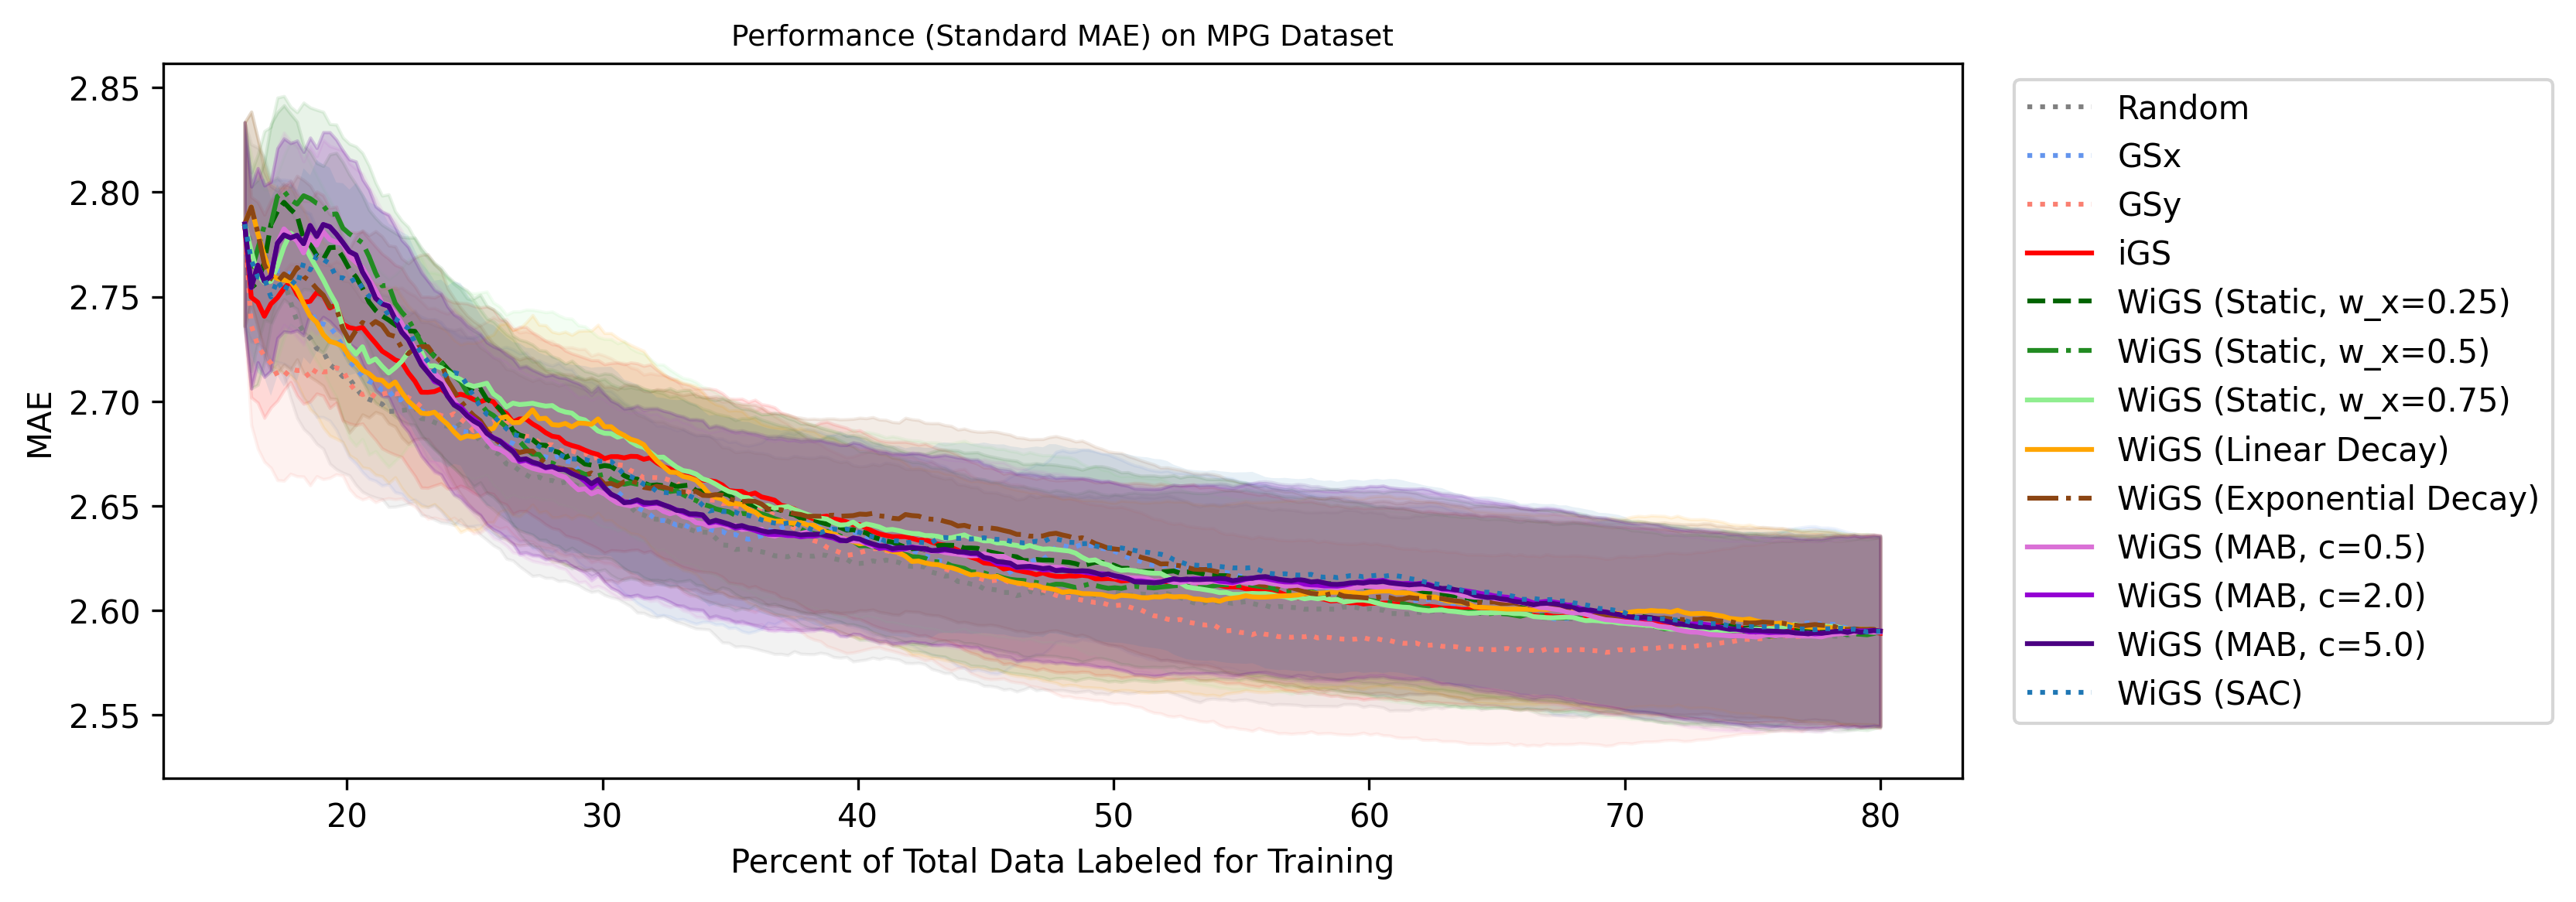 Performance (Standard MAE) on MPG Dataset
MAE
2.85
2.80
2.75
2.70
2.65
2.60
2.55
20 30 40 50 60 70 80
Percent of Total Data Labeled for Training
Random
GSx
GSy
iGS
WiGS (Static, w_x=0.25)
WiGS (Static, w_x=0.5)
WiGS (Static, w_x=0.75)
WiGS (Linear Decay)
WiGS (Exponential Decay)
WiGS (MAB, c=0.5)
WiGS (MAB, c=2.0)
WiGS (MAB, c=5.0)
WiGS (SAC)